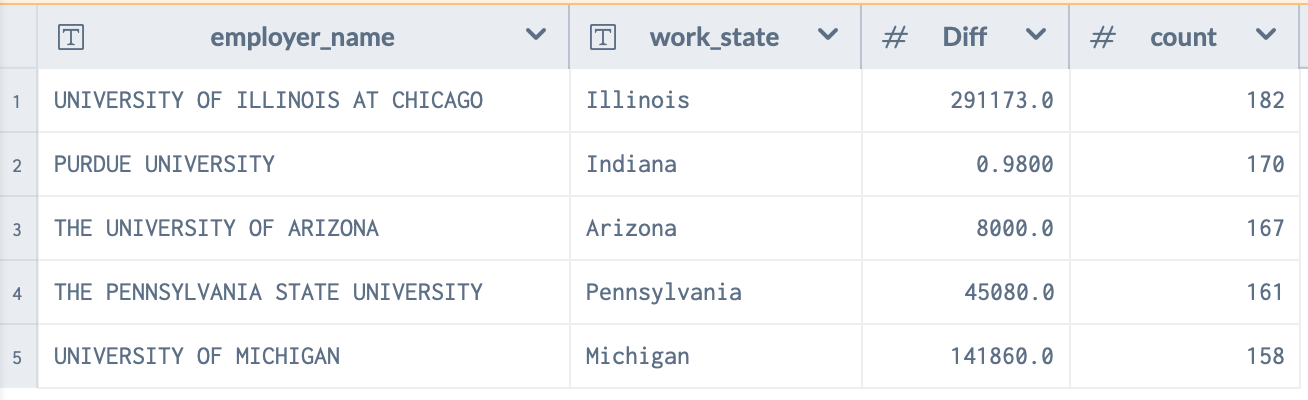 employer_name work_state # Diff # count
1 UNIVERSITY OF ILLINOIS AT CHICAGO Illinois 291173.0 182
2 PURDUE UNIVERSITY Indiana 0.9800 170
3 THE UNIVERSITY OF ARIZONA Arizona 8000.0 167
4 THE PENNSYLVANIA STATE UNIVERSITY Pennsylvania 45080.0 161
5 UNIVERSITY OF MICHIGAN Michigan 141860.0 158